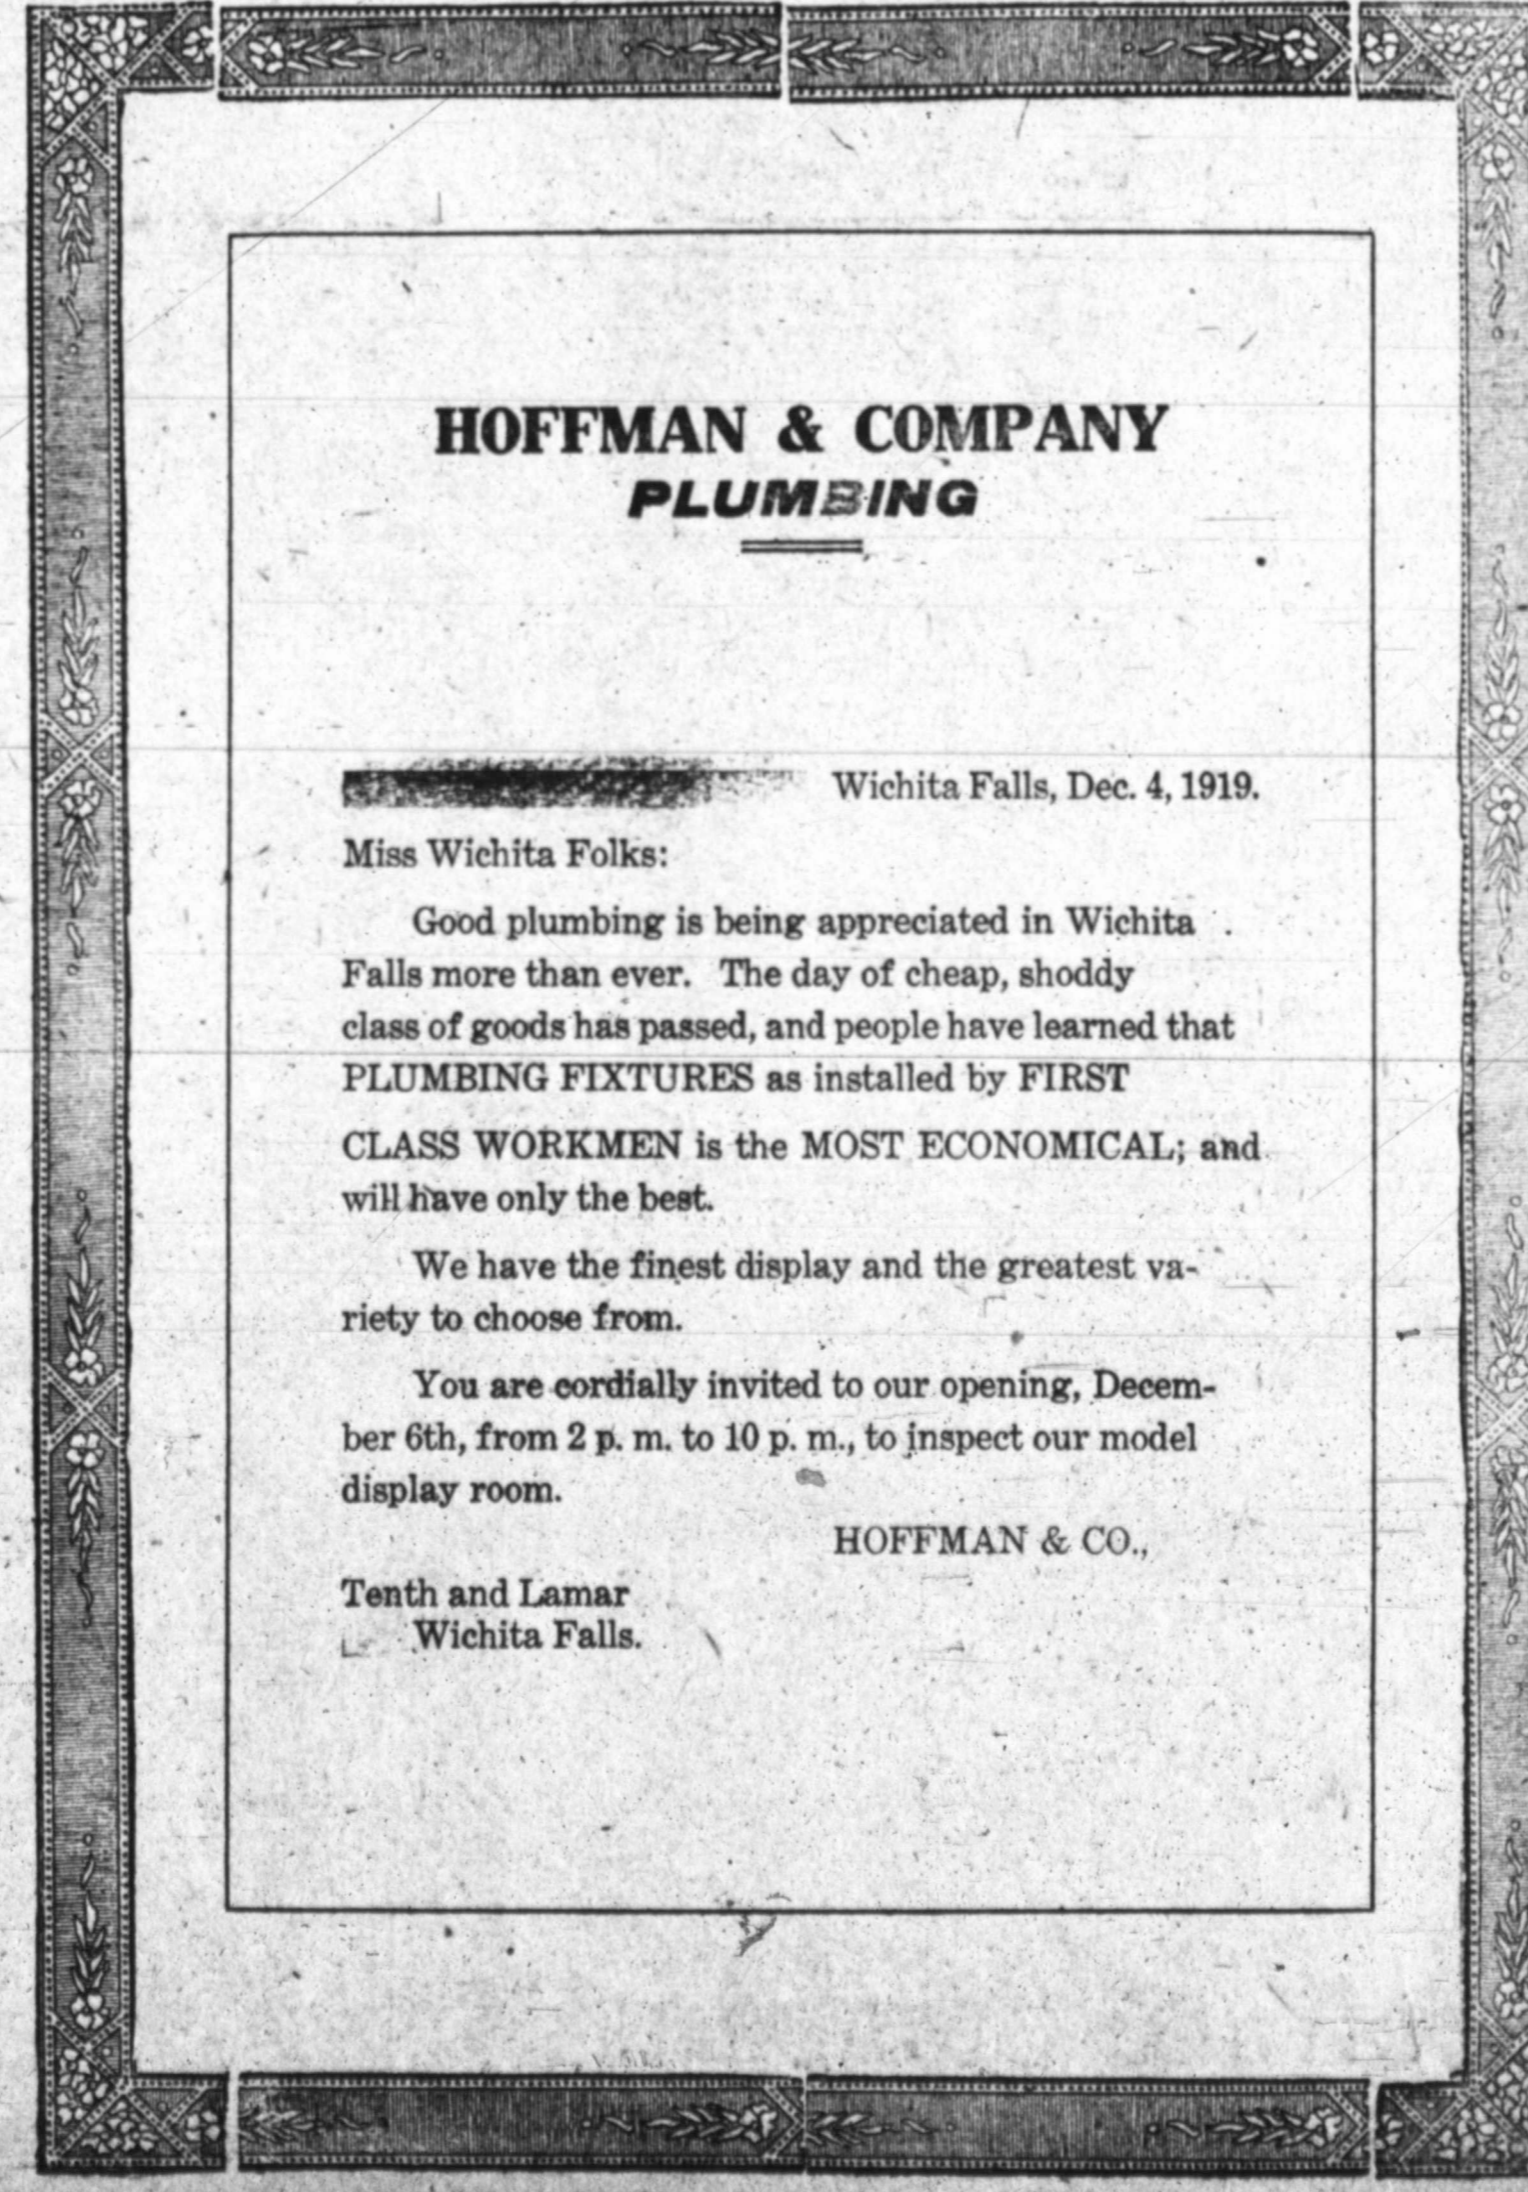 HOFFMAN & COMPANY
PLUMBING
Wichita Falls, Dec. 4, 1919.
Miss Wichita Folks:
Good plumbing is being appreciated in Wichita
Falls more than ever. The day of cheap, shoddy
class of goods has passed, and people have learned that
PLUMBING FIXTURES as installed by FIRST
CLASS WORKMEN is the MOST ECONOMICAL; and
will have only the best.
We have the finest display and the greatest va-
riety to choose from.
You are cordially invited to our opening, Decem-
ber 6th, from 2 p. m. to 10 p. m., to inspect our model
display room.
HOFFMAN & CO.,
Tenth and Lamar
Wichita Falls.